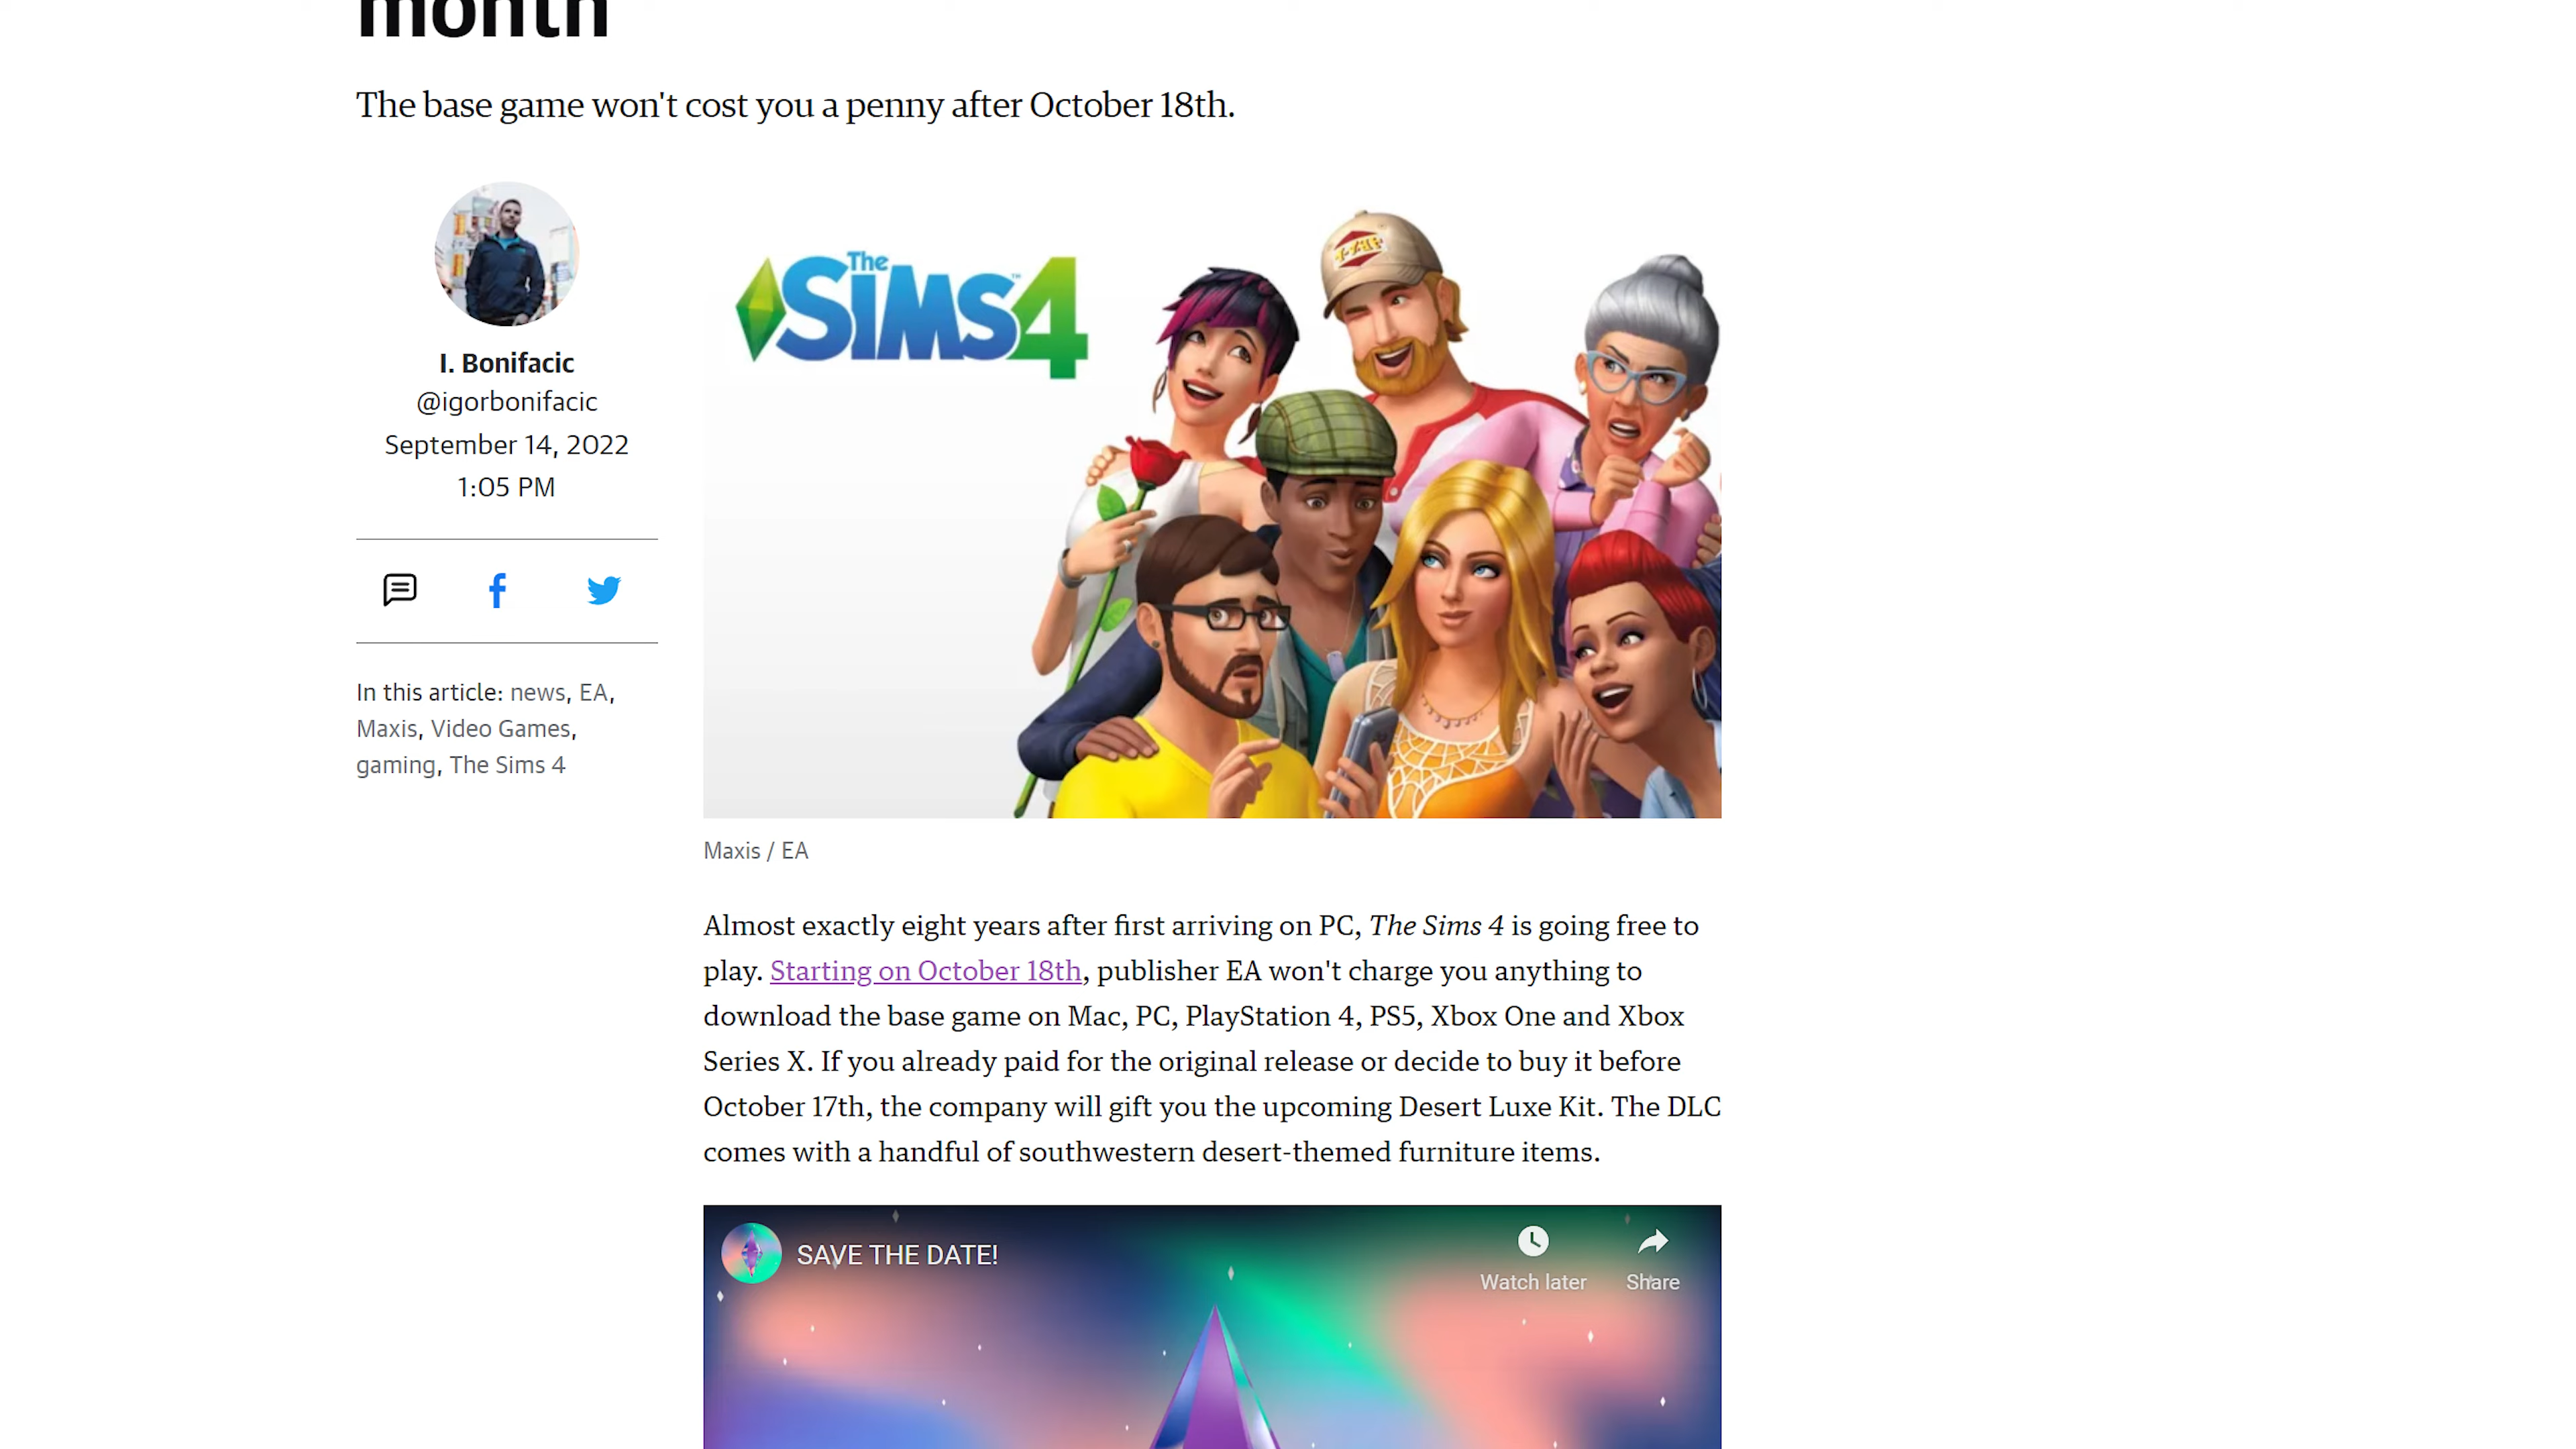 month
The base game won't cost you a penny after October 18th.
I. Bonifacic
@igorbonifacic
September 14, 2022
1:05 PM
In this article: news, EA,
Maxis, Video Games,
gaming, The Sims 4
The
SIMS 4
Maxis / EA
Almost exactly eight years after first arriving on PC, The Sims 4 is going free to
play. Starting on October 18th, publisher EA won't charge you anything to
download the base game on Mac, PC, PlayStation 4, PS5, Xbox One and Xbox
Series X. If you already paid for the original release or decide to buy it before
October 17th, the company will gift you the upcoming Desert Luxe Kit. The DLC
comes with a handful of southwestern desert-themed furniture items.
SAVE THE DATE!
Watch later
Share